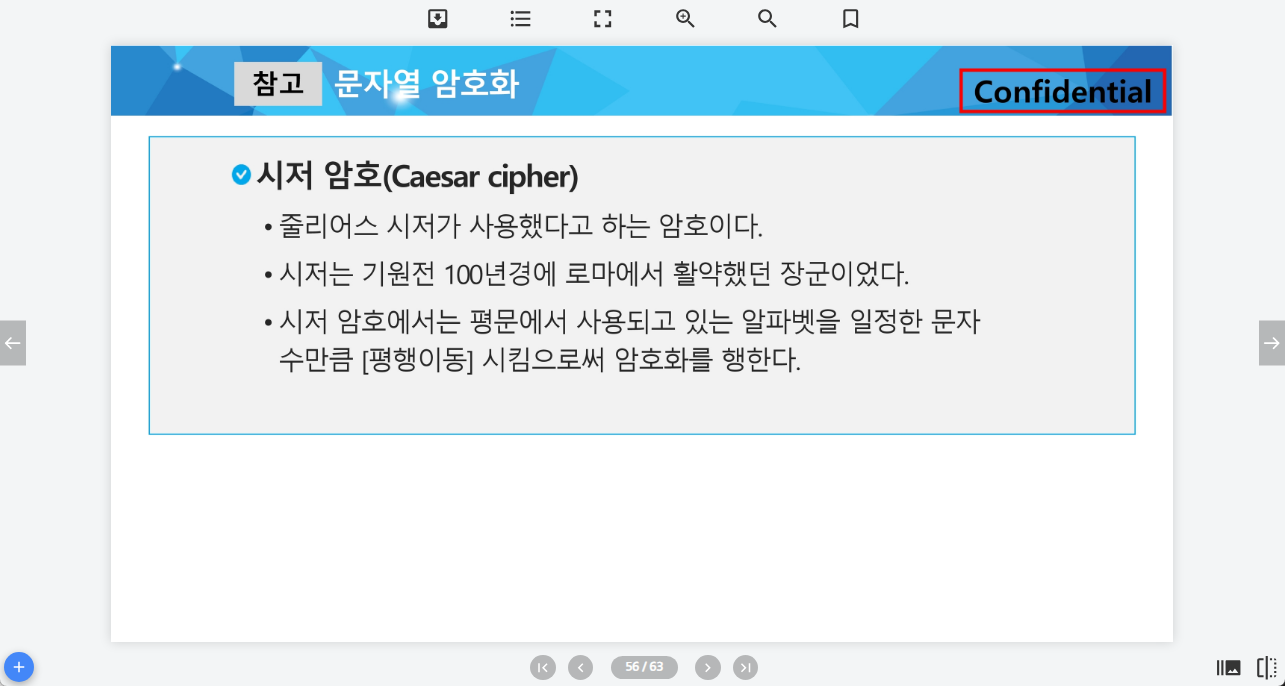 참고 문자열 암호화
Confidential
시저 암호(Caesar cipher)
• 줄리어스 시저가 사용했다고 하는 암호이다.
• 시저는 기원전 100년경에 로마에서 활약했던 장군이었다.
• 시저 암호에서는 평문에서 사용되고 있는 알파벳을 일정한 문자
수만큼 [평행이동] 시킴으로써 암호화를 행한다.
56 / 63